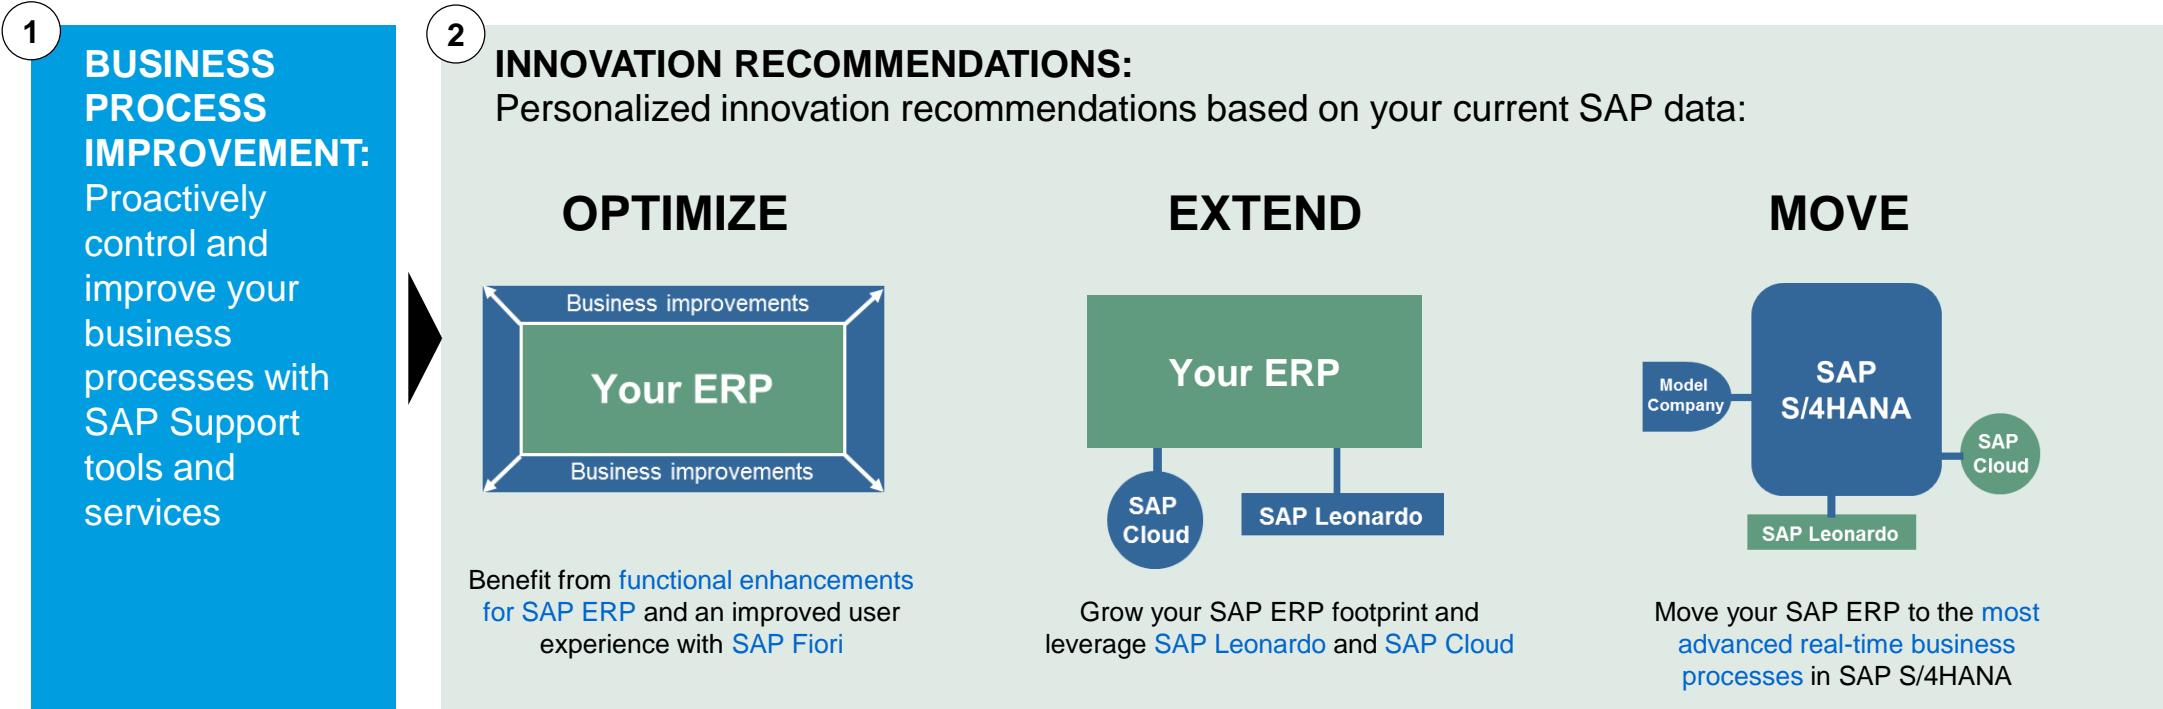 1
BUSINESS
PROCESS
IMPROVEMENT:
Proactively
control and
improve your
business
processes with
SAP Support
tools and
services
2
INNOVATION RECOMMENDATIONS:
Personalized innovation recommendations based on your current SAP data:
OPTIMIZE
Business improvements
Your ERP
Business improvements
Benefit from functional enhancements
for SAP ERP and an improved user
experience with SAP Fiori
EXTEND
Your ERP
SAP
Cloud
SAP Leonardo
Grow your SAP ERP footprint and
leverage SAP Leonardo and SAP Cloud
MOVE
SAP
S/4HANA
Model
Company
SAP
Cloud
SAP Leonardo
Move your SAP ERP to the most
advanced real-time business
processes in SAP S/4HANA